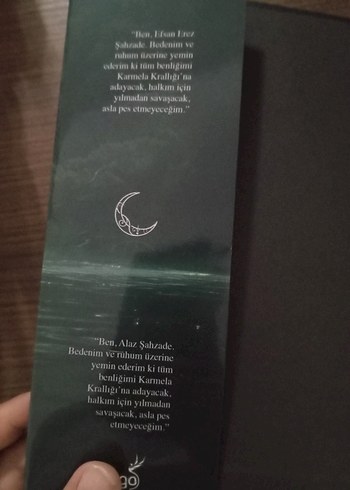 "Ben, Efsan Erez
Şahzade. Bedenim ve
ruhum üzerine yemin
ederim ki tüm benliğimi
Karmela Krallığı'na
adayacak, halkım için
yılmadan savaşacak,
asla pes etmeyeceğim."
"Ben, Alaz Şahzade.
Bedenim ve ruhum üzerine
yemin ederim ki tüm
benliğimi Karmela
Krallığı'na adayacak,
halkım için yılmadan
savaşacak, asla pes
etmeyeceğim."